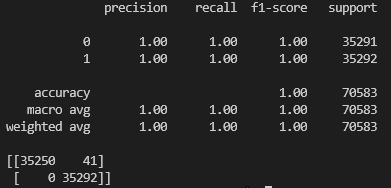 precision    recall  f1-score   support
0       1.00      1.00      1.00     35291
1       1.00      1.00      1.00     35292
accuracy                           1.00     70583
macro avg       1.00      1.00      1.00     70583
weighted avg       1.00      1.00      1.00     70583
[[35250    41]
[    0 35292]]